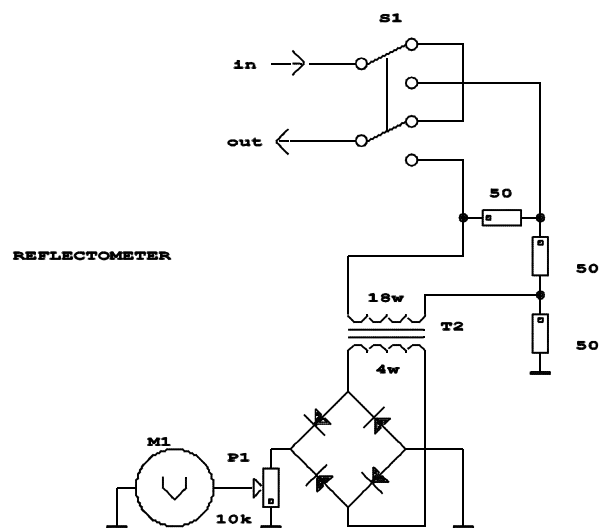 S1
in
out
50
REFLECTOMETER
50
18w
T2
50
4w
M1
P1
10k